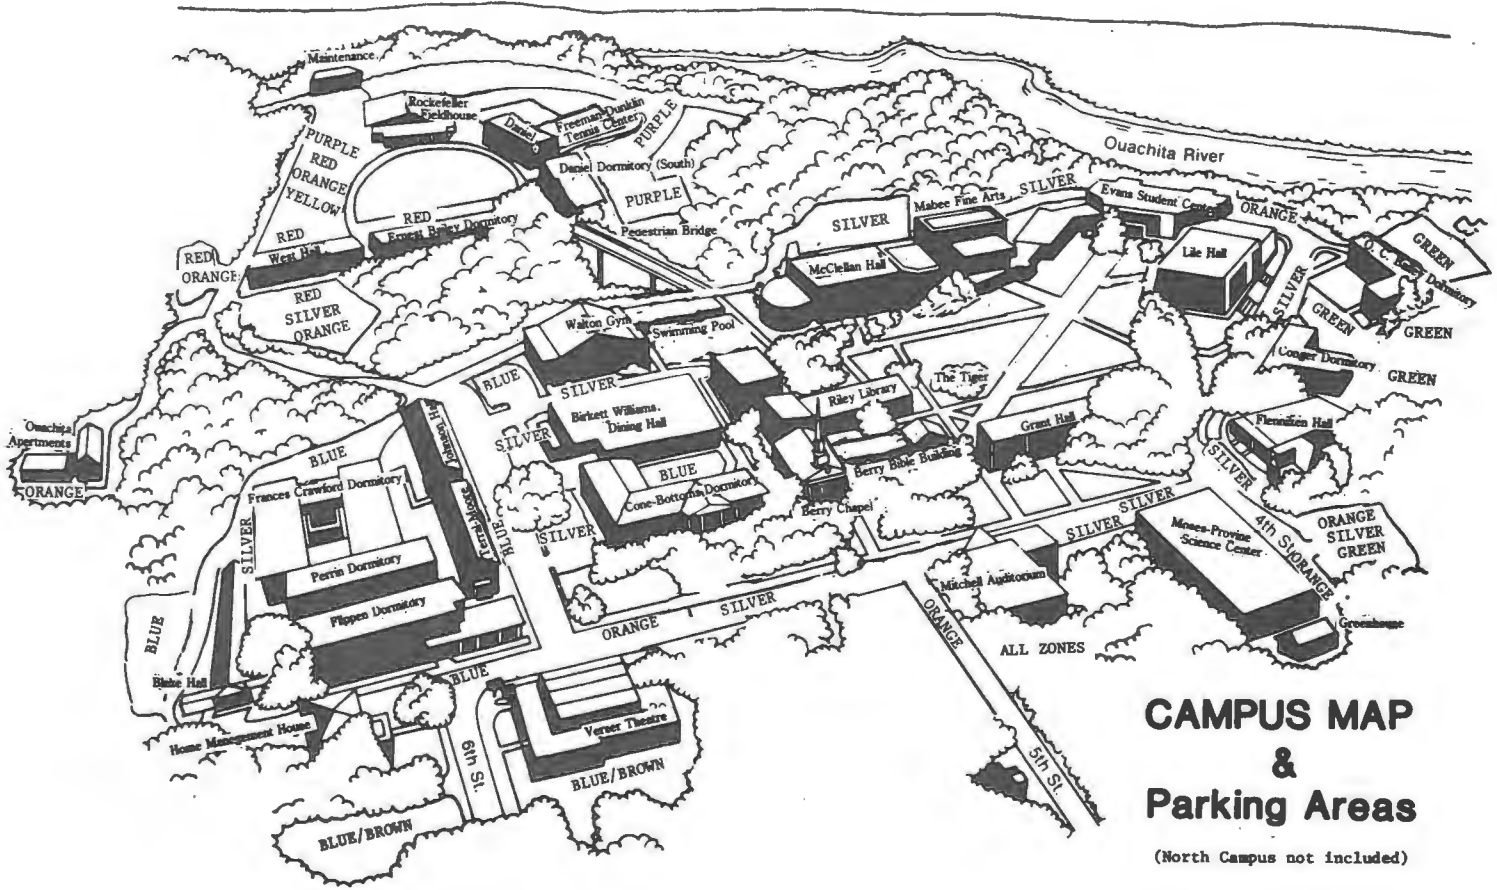 Maintenance
Rockefeller
Fieldhouse
Daniel
Freeman-Dunklin
Tennis Center
PURPLE
PURPLE
RED
ORANGE
YELLOW
Daniel Dormitory (South)
PURPLE
Ouachita River
RED
Ernest Bailey Dormitory
Pedestrian Bridge
RED
West Hall
RED
ORANGE
RED
SILVER
ORANGE
SILVER
Mabee Fine Arts
SILVER
Evans Student Center
ORANGE
GREEN
McClellan Hall
Lile Hall
SILVER
O. C. Bailey Dormitory
GREEN
GREEN
Conger Dormitory
GREEN
Walton Gym
Swimming Pool
BLUE
SILVER
Birkett Williams
Dining Hall
SILVER
Riley Library
The Tiger
Grant Hall
Flenniken Hall
Berry Bible Building
BLUE
Cone-Bottoms Dormitory
Berry Chapel
SILVER
Ouachita
Apartments
ORANGE
BLUE
Johnson Hall
Frances Crawford Dormitory
SILVER
Terral-Moore
BLUE
Perrin Dormitory
Flippen Dormitory
BLUE
BLUE
Blake Hall
Home Management House
6th St.
Verser Theatre
BLUE/BROWN
BLUE/BROWN
ORANGE
SILVER
SILVER
SILVER
SILVER
4th St.
ORANGE
ORANGE
SILVER
GREEN
Moses-Provine
Science Center
Greenhouse
Mitchell Auditorium
ALL ZONES
ORANGE
5th St.
CAMPUS MAP
&
Parking Areas
(North Campus not included)